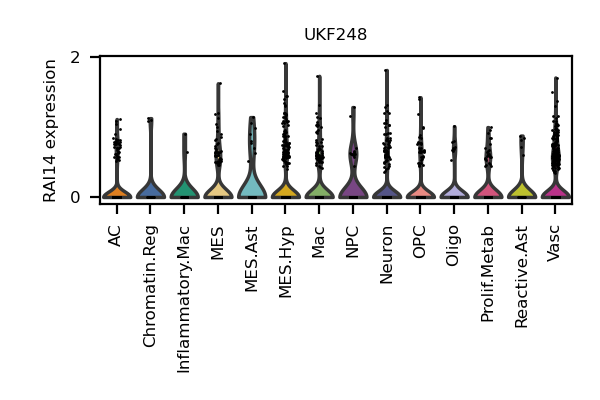 UKF248
RAI14 expression
2
0
AC
Chromatin.Reg
Inflammatory.Mac
MES
MES.Ast
MES.Hyp
Mac
NPC
Neuron
OPC
Oligo
Prolif.Metab
Reactive.Ast
Vasc